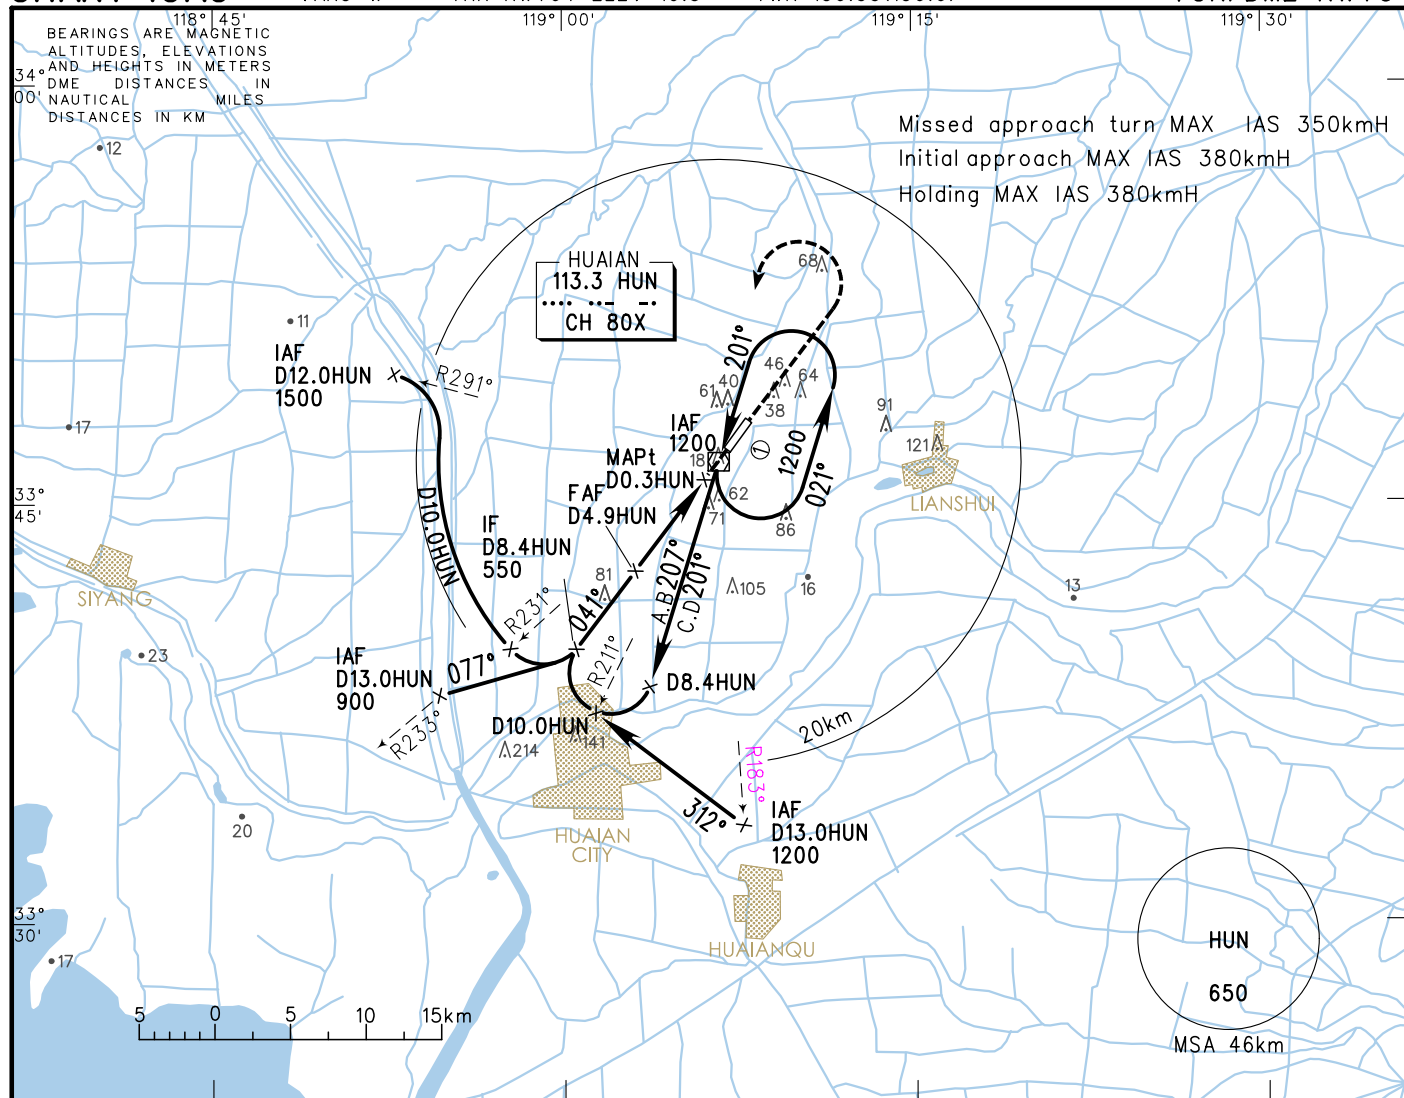 118°45'
119°00'
119°15'
119°30'
BEARINGS ARE MAGNETIC
ALTITUDES, ELEVATIONS
AND HEIGHTS IN METERS
DME DISTANCES IN
NAUTICAL MILES
DISTANCES IN KM
34°
00'
Missed approach turn MAX IAS 350kmH
Initial approach MAX IAS 380kmH
Holding MAX IAS 380kmH
12
HUAIAN
113.3 HUN
CH 80X
68
11
IAF
D12.0HUN
1500
R291°
201°
46
40
61
64
38
17
IAF
1200
18
1
1200
021°
91
121
LIANSHUI
MAPt
D0.3HUN
62
71
86
FAF
D4.9HUN
33°
45'
D10.0HUN
IF
D8.4HUN
550
81
105
16
13
SIYANG
R231°
041°
A.B207°
C.D201°
23
IAF
D13.0HUN
900
077°
R211°
D8.4HUN
R233°
D10.0HUN
214
141
20km
R183°
312°
IAF
D13.0HUN
1200
20
HUAIAN
CITY
HUAIANQU
33°
30'
17
HUN
650
MSA 46km
5 0 5 10 15km